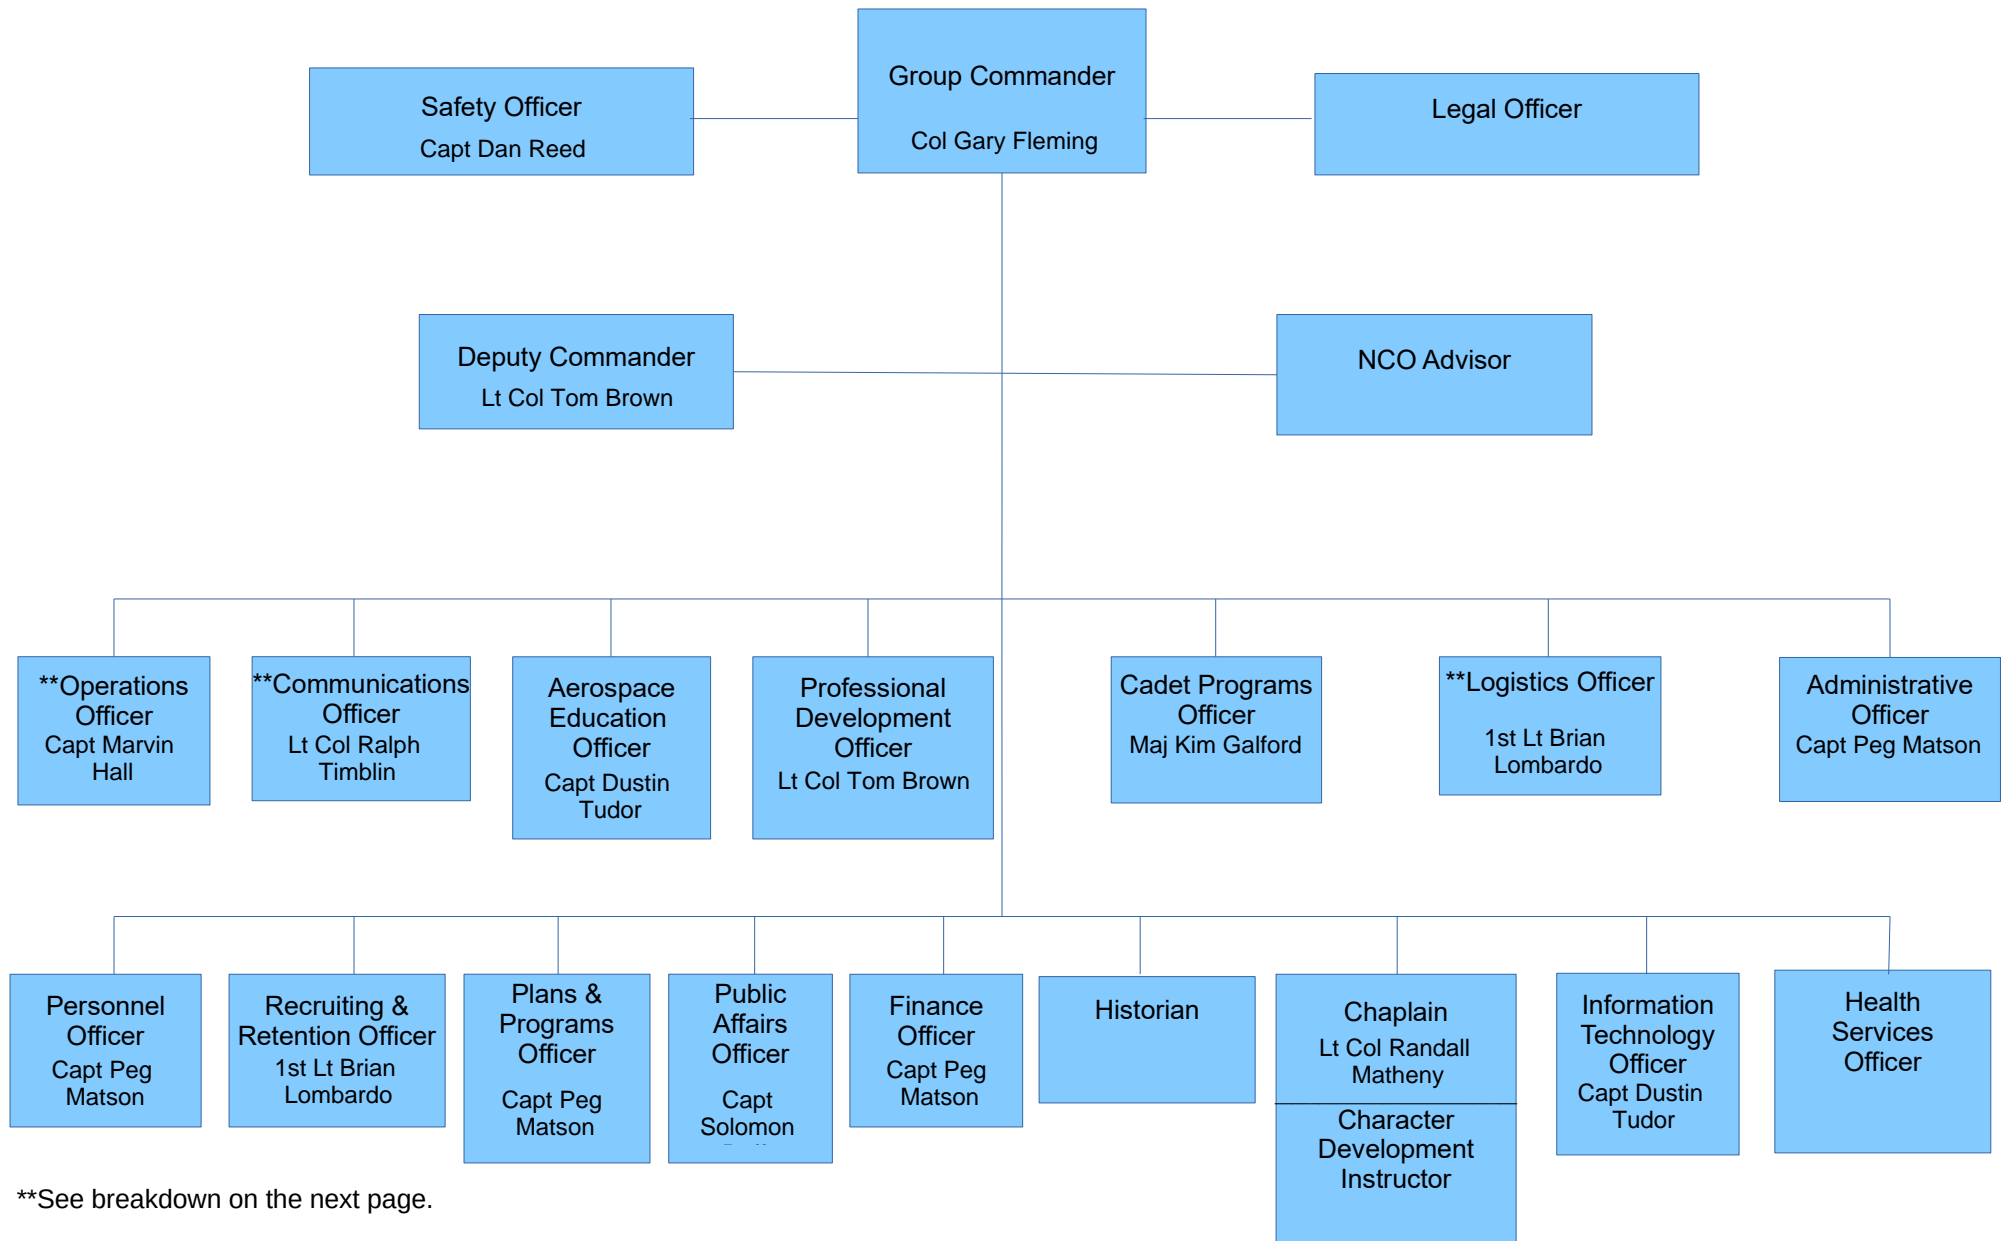 Group Commander
Col Gary Fleming
Safety Officer
Capt Dan Reed
Legal Officer
Deputy Commander
Lt Col Tom Brown
NCO Advisor
**Operations
Officer
Capt Marvin
Hall
**Communications
Officer
Lt Col Ralph
Timblin
Aerospace
Education
Officer
Capt Dustin
Tudor
Professional
Development
Officer
Lt Col Tom Brown
Cadet Programs
Officer
Maj Kim Galford
**Logistics Officer
1st Lt Brian
Lombardo
Administrative
Officer
Capt Peg Matson
Personnel
Officer
Capt Peg
Matson
Recruiting &
Retention Officer
1st Lt Brian
Lombardo
Plans &
Programs
Officer
Capt Peg
Matson
Public
Affairs
Officer
Capt
Solomon
Finance
Officer
Capt Peg
Matson
Historian
Chaplain
Lt Col Randall
Matheny
Character
Development
Instructor
Information
Technology
Officer
Capt Dustin
Tudor
Health
Services
Officer
**See breakdown on the next page.